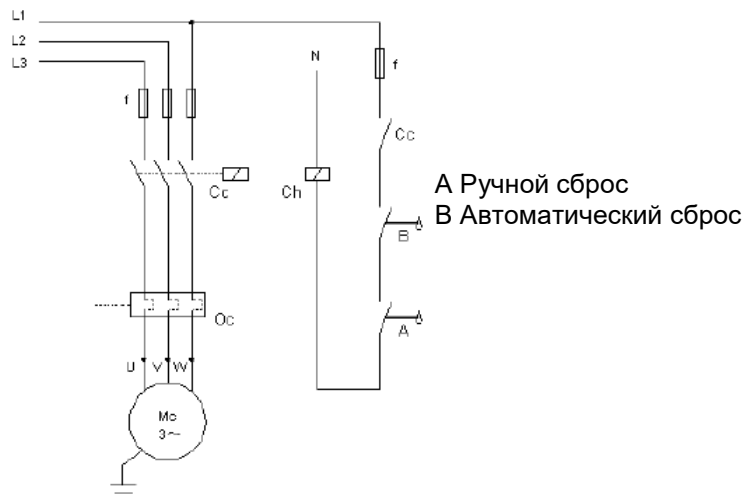 L1
L2
L3
N
f
f
Cc
Cc
Ch
A Ручной сброс
B Автоматический сброс
B
Oc
A
U V W
Mc
3~